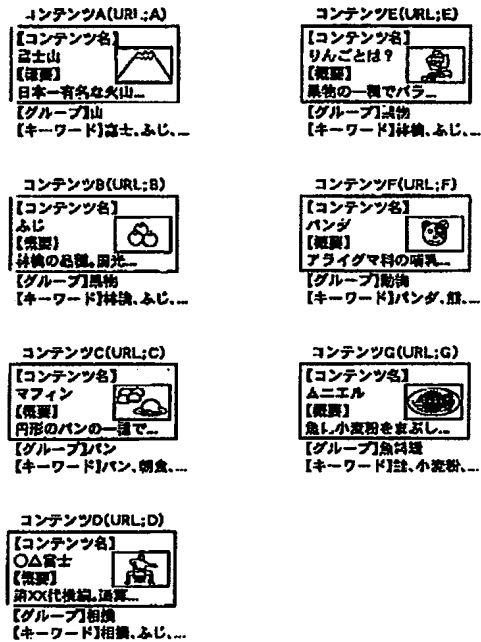 コンテンツA(URL;A)
【コンテンツ名】
富士山
【概要】
日本一有名な火山...
【グループ】山
【キーワード】富士、ふじ、...
コンテンツB(URL;B)
【コンテンツ名】
ふじ
【概要】
林檎の品種。国光...
【グループ】果物
【キーワード】林檎、ふじ、...
コンテンツC(URL;C)
【コンテンツ名】
マフィン
【概要】
円形のパンの一種で...
【グループ】パン
【キーワード】パン、朝食、...
コンテンツD(URL;D)
【コンテンツ名】
○△富士
【概要】
第XX代横綱。通算...
【グループ】相撲
【キーワード】相撲、ふじ、...
コンテンツE(URL;E)
【コンテンツ名】
りんごとは?
【概要】
果物の一種でバラ...
【グループ】果物
【キーワード】林檎、ふじ、...
コンテンツF(URL;F)
【コンテンツ名】
パンダ
【概要】
アライグマ科の哺乳...
【グループ】動物
【キーワード】パンダ、熊、...
コンテンツG(URL;G)
【コンテンツ名】
ムニエル
【概要】
魚に小麦粉をまぶし...
【グループ】魚料理
【キーワード】鮭、小麦粉、...